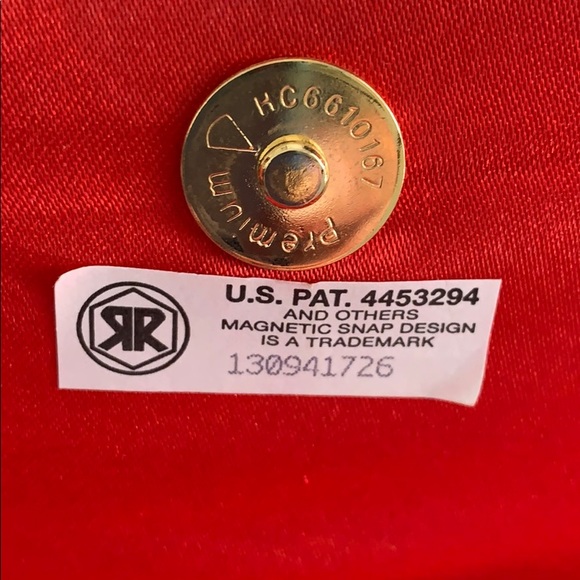 HC6610167
Premium
RR
U.S. PAT. 4453294
AND OTHERS
MAGNETIC SNAP DESIGN
IS A TRADEMARK
130941726